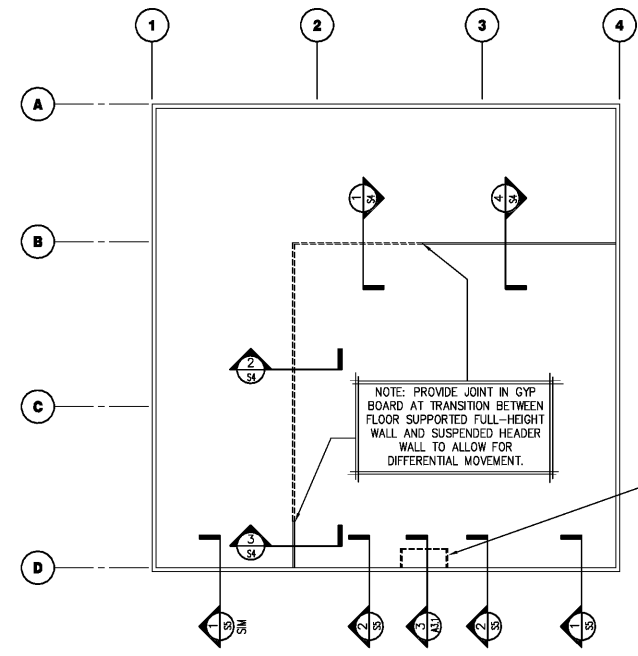 1 2 3 4
A
1
S4
4
S4
B
2
S4
NOTE: PROVIDE JOINT IN GYP
BOARD AT TRANSITION BETWEEN
FLOOR SUPPORTED FULL-HEIGHT
WALL AND SUSPENDED HEADER
WALL TO ALLOW FOR
DIFFERENTIAL MOVEMENT.
C
3
S4
D
1
S5
SIM
2
S5
3
A3.1
2
S5
1
S5